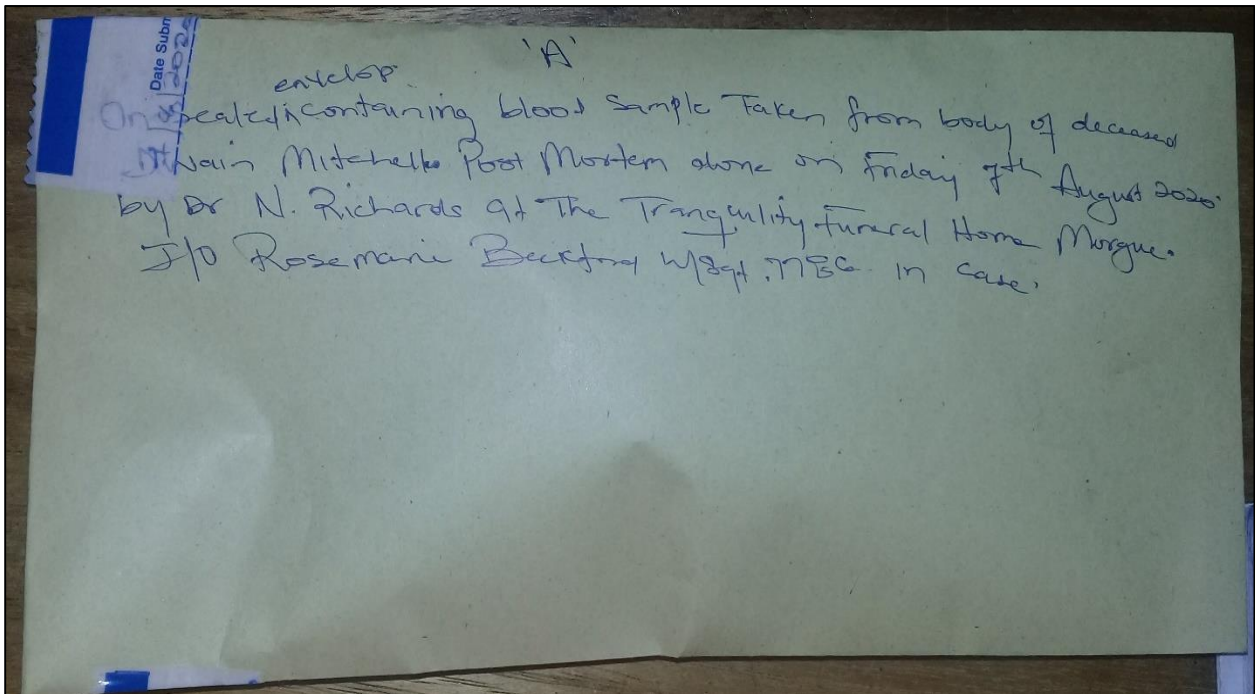 'A'
envelop
On sealed ʌ containing blood Sample Taken from body of deceased
Dwain Mitchell Post Mortem done on Friday 7th August 2020
by Dr N. Richards at The Tranquility Funeral Home Morgue.
I/O Rosemarie Beckford W/Sgt. in Case.
Date Subm
2020